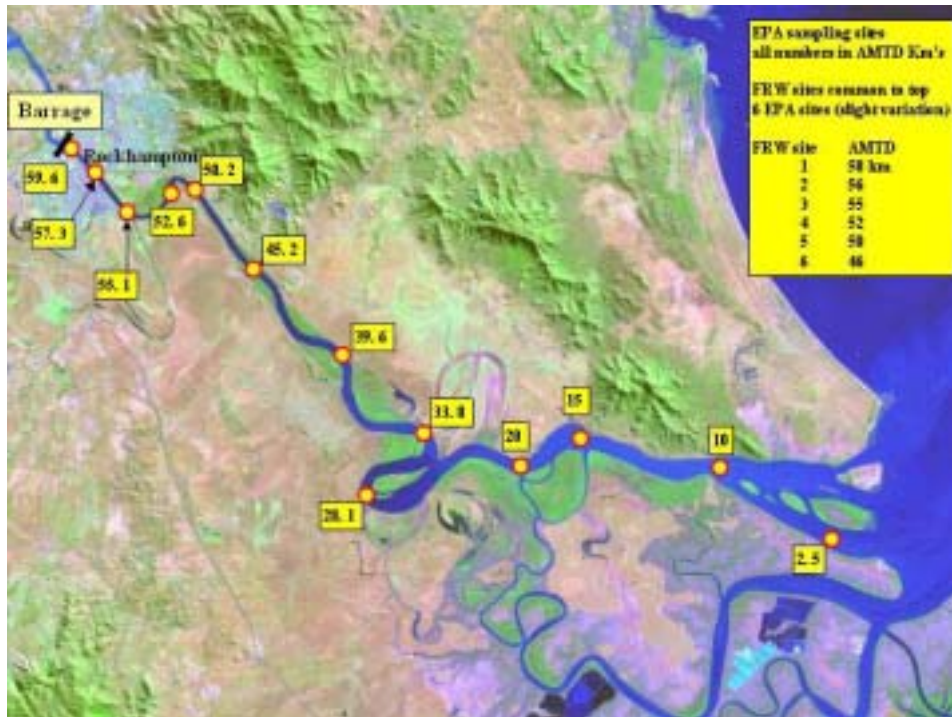 EPA sampling sites
all numbers in AMTD Km's
FRW sites common to top
6 EPA sites (slight variation)
FRW site AMTD
1 58 km
2 56
3 55
4 52
5 50
6 46
Barrage
Rockhampton
59.6
50.2
57.3
52.6
55.1
45.2
39.6
33.8
20
15
10
28.1
2.5